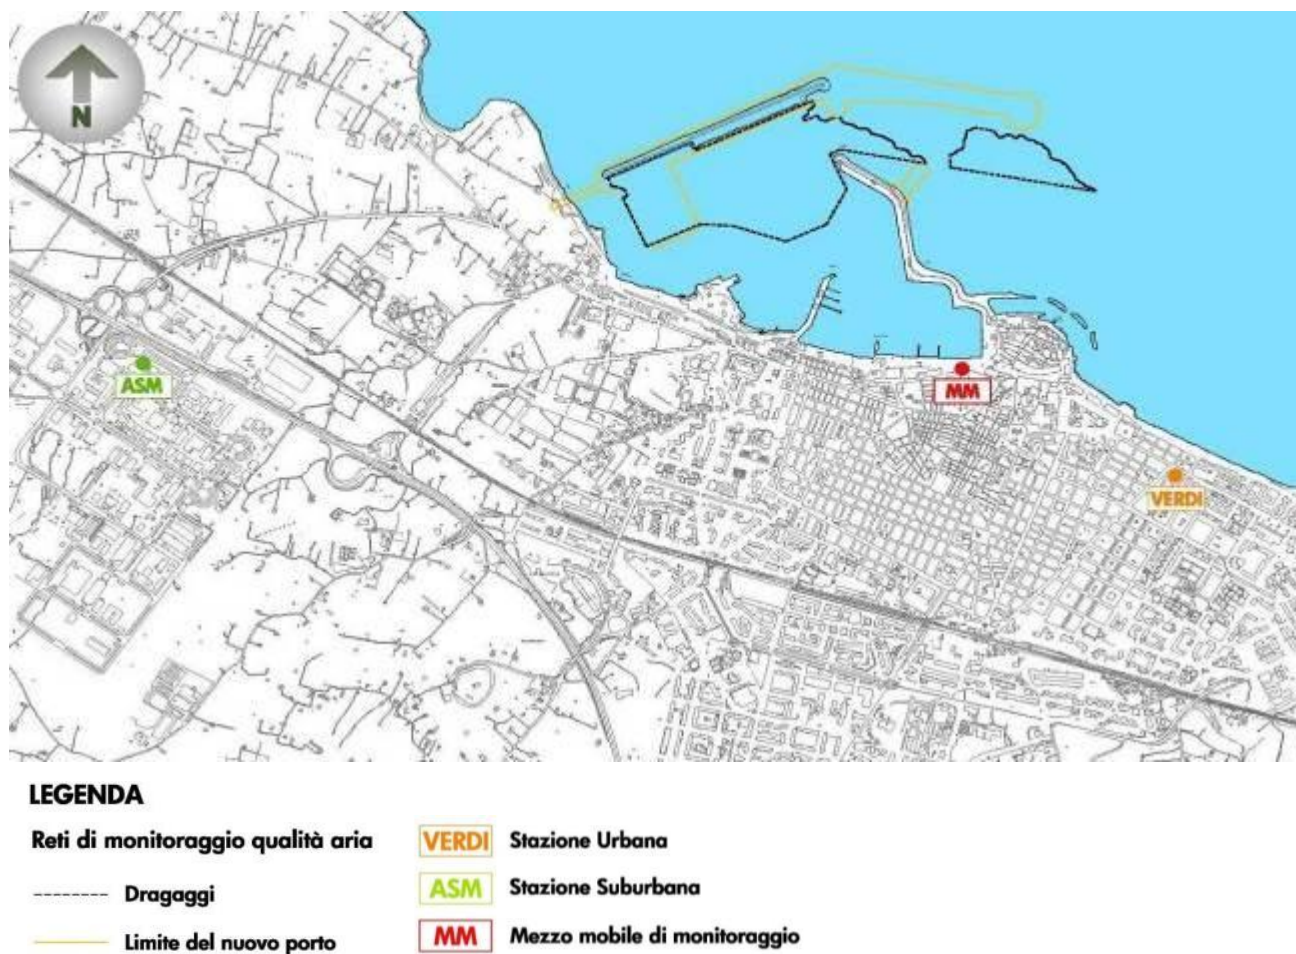 N
ASM
MM
VERDI
LEGENDA
Reti di monitoraggio qualità aria
VERDI Stazione Urbana
Dragaggi
ASM Stazione Suburbana
Limite del nuovo porto
MM Mezzo mobile di monitoraggio